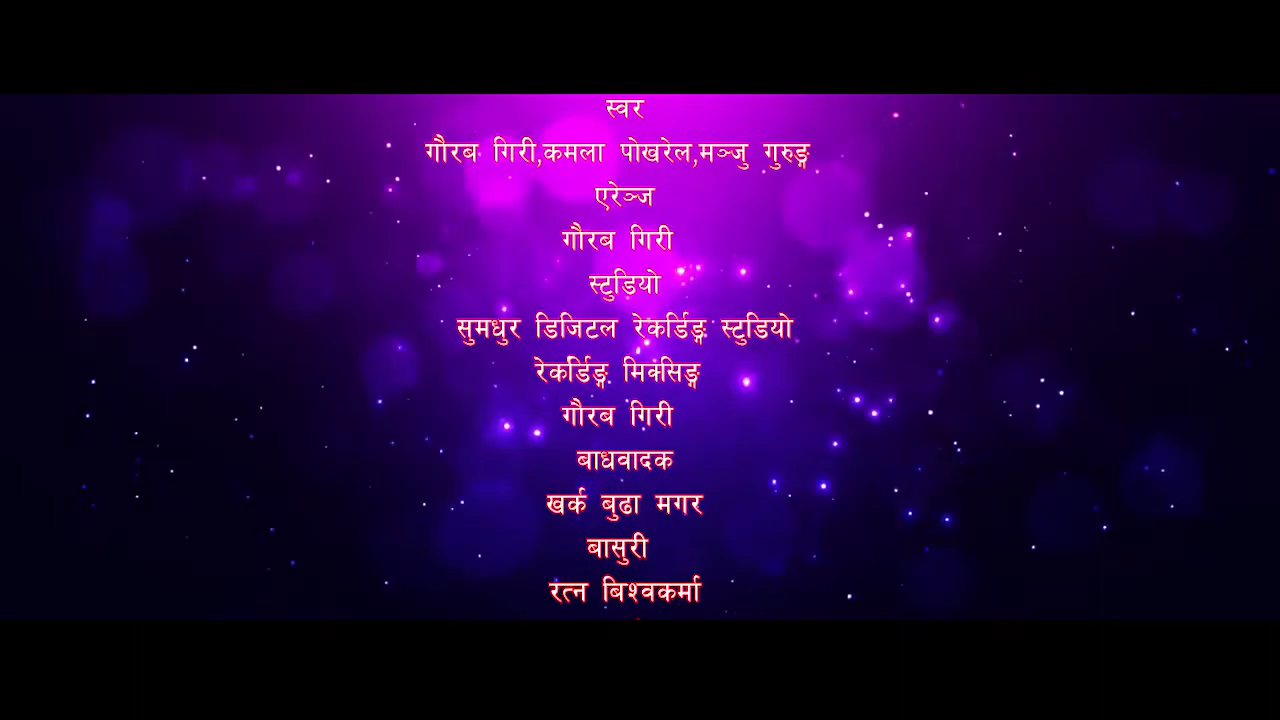 स्वर
गौरब गिरी,कमला पोखरेल,मञ्जु गुरुङ्ग
एरेञ्ज
गौरब गिरी
स्टुडियो
सुमधुर डिजिटल रेकर्डिङ्ग स्टुडियो
रेकर्डिङ्ग मिक्सिङ्ग
गौरब गिरी
बाधवादक
खर्क बुढा मगर
बासुरी
रत्न बिश्वकर्मा